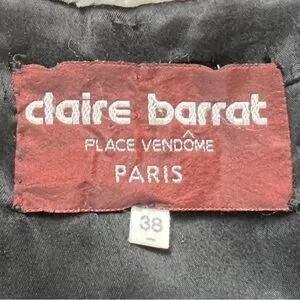 claire barrat
PLACE VENDÔME
PARIS
38